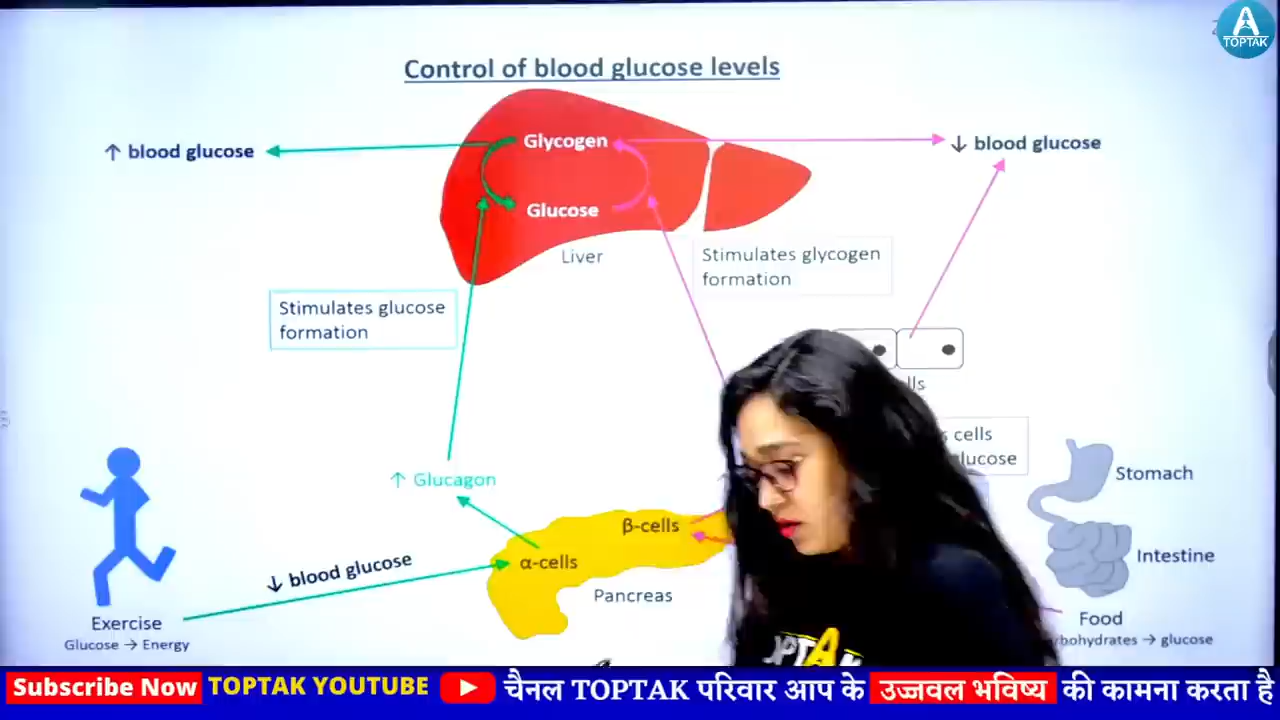 TOPTAK
Control of blood glucose levels
↑ blood glucose
Glycogen
↓ blood glucose
Glucose
Liver
Stimulates glycogen
formation
Stimulates glucose
formation
cells
↑ Glucagon
Stomach
β-cells
α-cells
Intestine
↓ blood glucose
Pancreas
Exercise
Glucose → Energy
Food
→ glucose
Subscribe Now TOPTAK YOUTUBE चैनल TOPTAK परिवार आप के उज्जवल भविष्य की कामना करता है